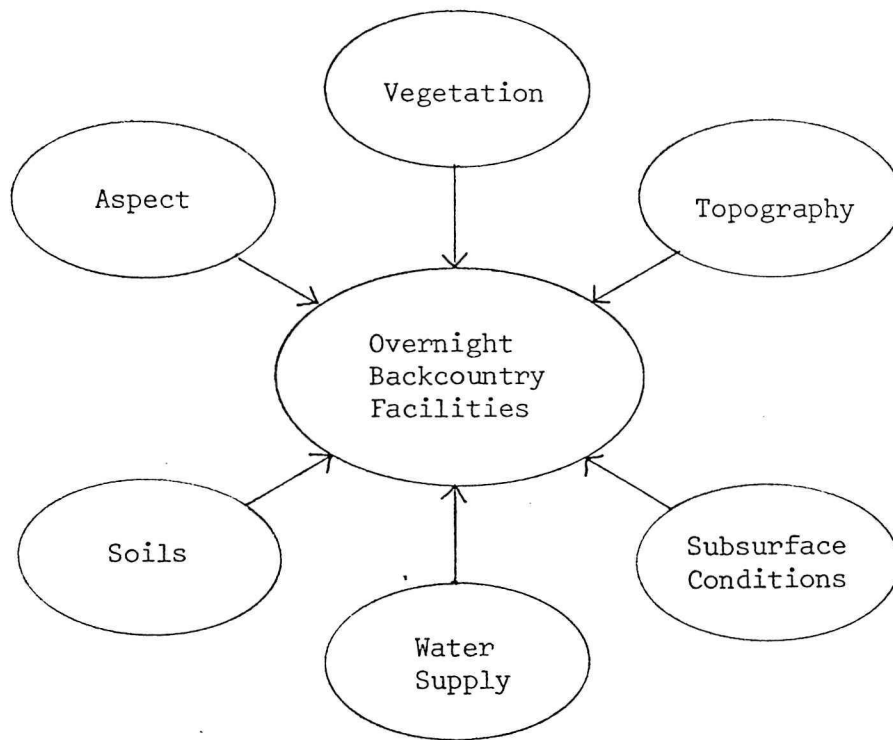 Vegetation
Aspect
Topography
Overnight
Backcountry
Facilities
Soils
Subsurface
Conditions
Water
Supply